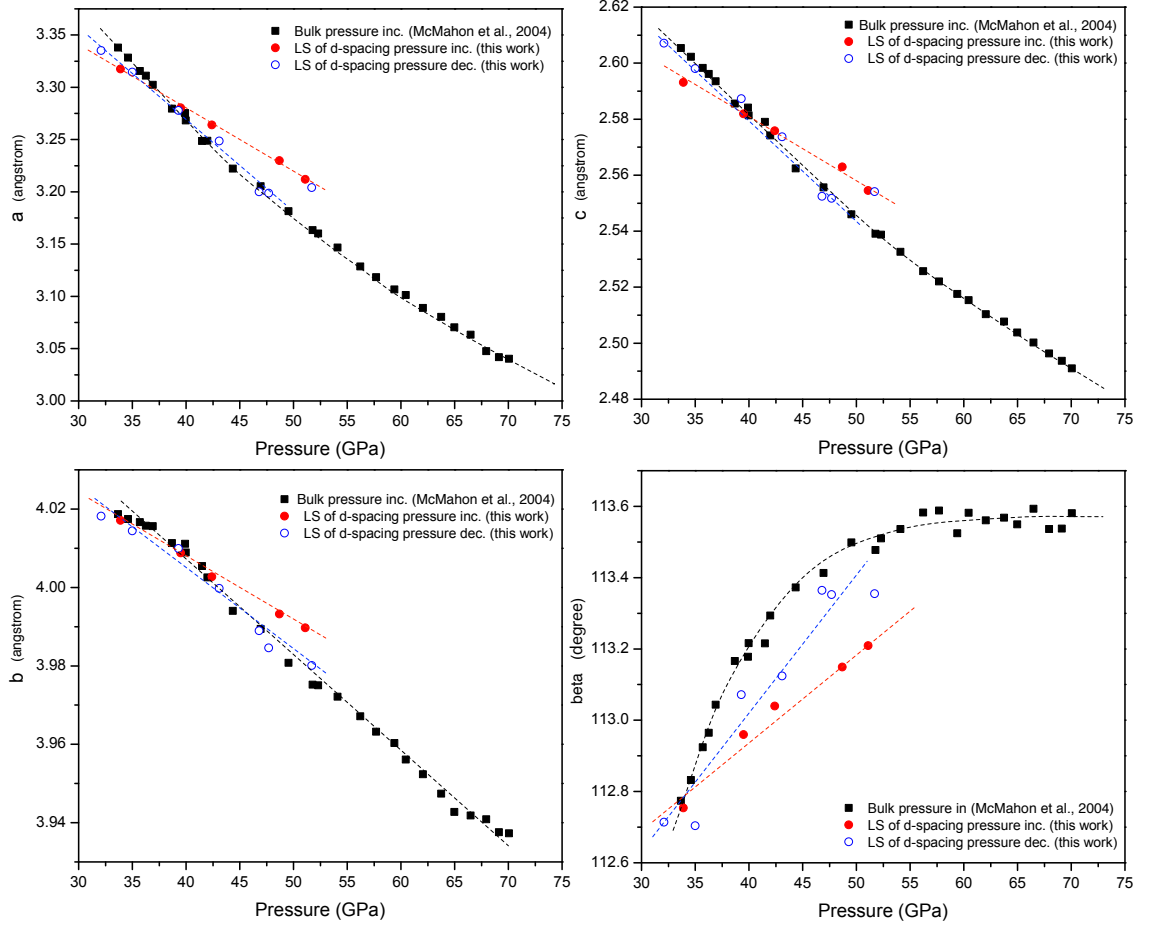 Bulk pressure inc. (McMahon et al., 2004)
LS of d-spacing pressure inc. (this work)
LS of d-spacing pressure dec. (this work)
3.35
3.30
3.25
3.20
3.15
3.10
3.05
3.00
a (angstrom)
30 35 40 45 50 55 60 65 70 75
Pressure (GPa)
Bulk pressure inc. (McMahon et al., 2004)
LS of d-spacing pressure inc. (this work)
LS of d-spacing pressure dec. (this work)
2.60
2.58
2.56
2.54
2.52
2.50
2.48
c (angstrom)
30 35 40 45 50 55 60 65 70 75
Pressure (GPa)
Bulk pressure inc. (McMahon et al., 2004)
LS of d-spacing pressure inc. (this work)
LS of d-spacing pressure dec. (this work)
4.02
4.00
3.98
3.96
3.94
b (angstrom)
30 35 40 45 50 55 60 65 70 75
Pressure (GPa)
113.6
113.4
113.2
113.0
112.8
112.6
beta (degree)
Bulk pressure in (McMahon et al., 2004)
LS of d-spacing pressure inc. (this work)
LS of d-spacing pressure dec. (this work)
30 35 40 45 50 55 60 65 70 75
Pressure (GPa)